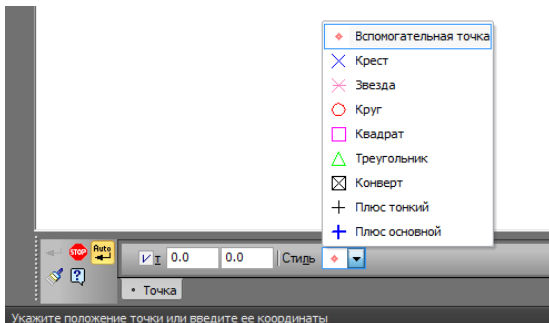 Вспомогательная точка
Крест
Звезда
Круг
Квадрат
Треугольник
Конверт
Плюс тонкий
Плюс основной
STOP Auto
т 0.0 0.0 Стиль
Точка
Укажите положение точки или введите ее координаты